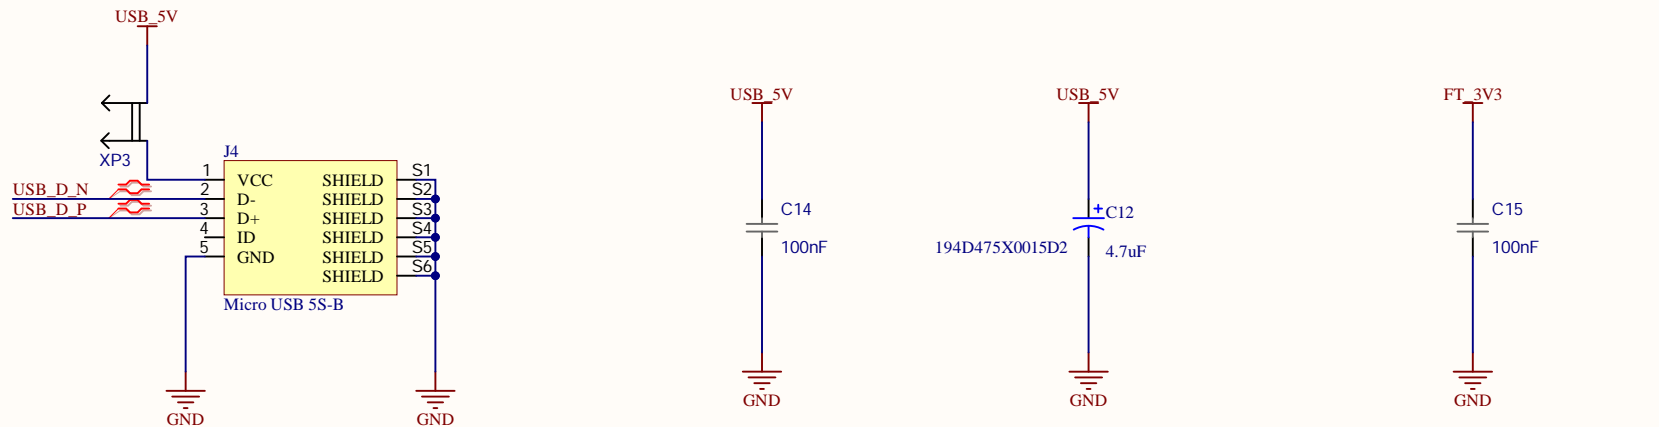 USB_5V
XP3
J4
1 VCC SHIELD S1
USB_D_N 2 D- SHIELD S2
USB_D_P 3 D+ SHIELD S3
4 ID SHIELD S4
5 GND SHIELD S5
SHIELD S6
Micro USB 5S-B
GND
GND
USB_5V
C14
100nF
GND
USB_5V
+ C12
194D475X0015D2
4.7uF
GND
FT_3V3
C15
100nF
GND